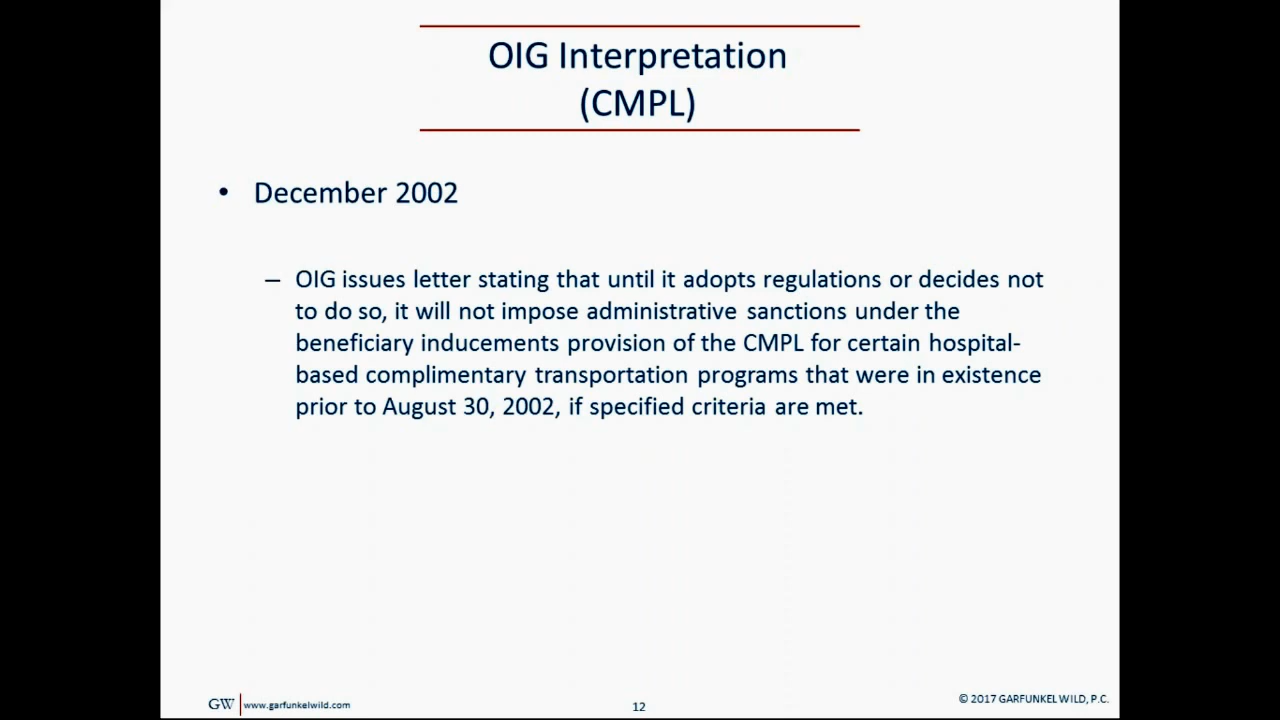 OIG Interpretation
(CMPL)
• December 2002
– OIG issues letter stating that until it adopts regulations or decides not
to do so, it will not impose administrative sanctions under the
beneficiary inducements provision of the CMPL for certain hospital-
based complimentary transportation programs that were in existence
prior to August 30, 2002, if specified criteria are met.
GW www.garfunkelwild.com
12
© 2017 GARFUNKEL WILD, P.C.